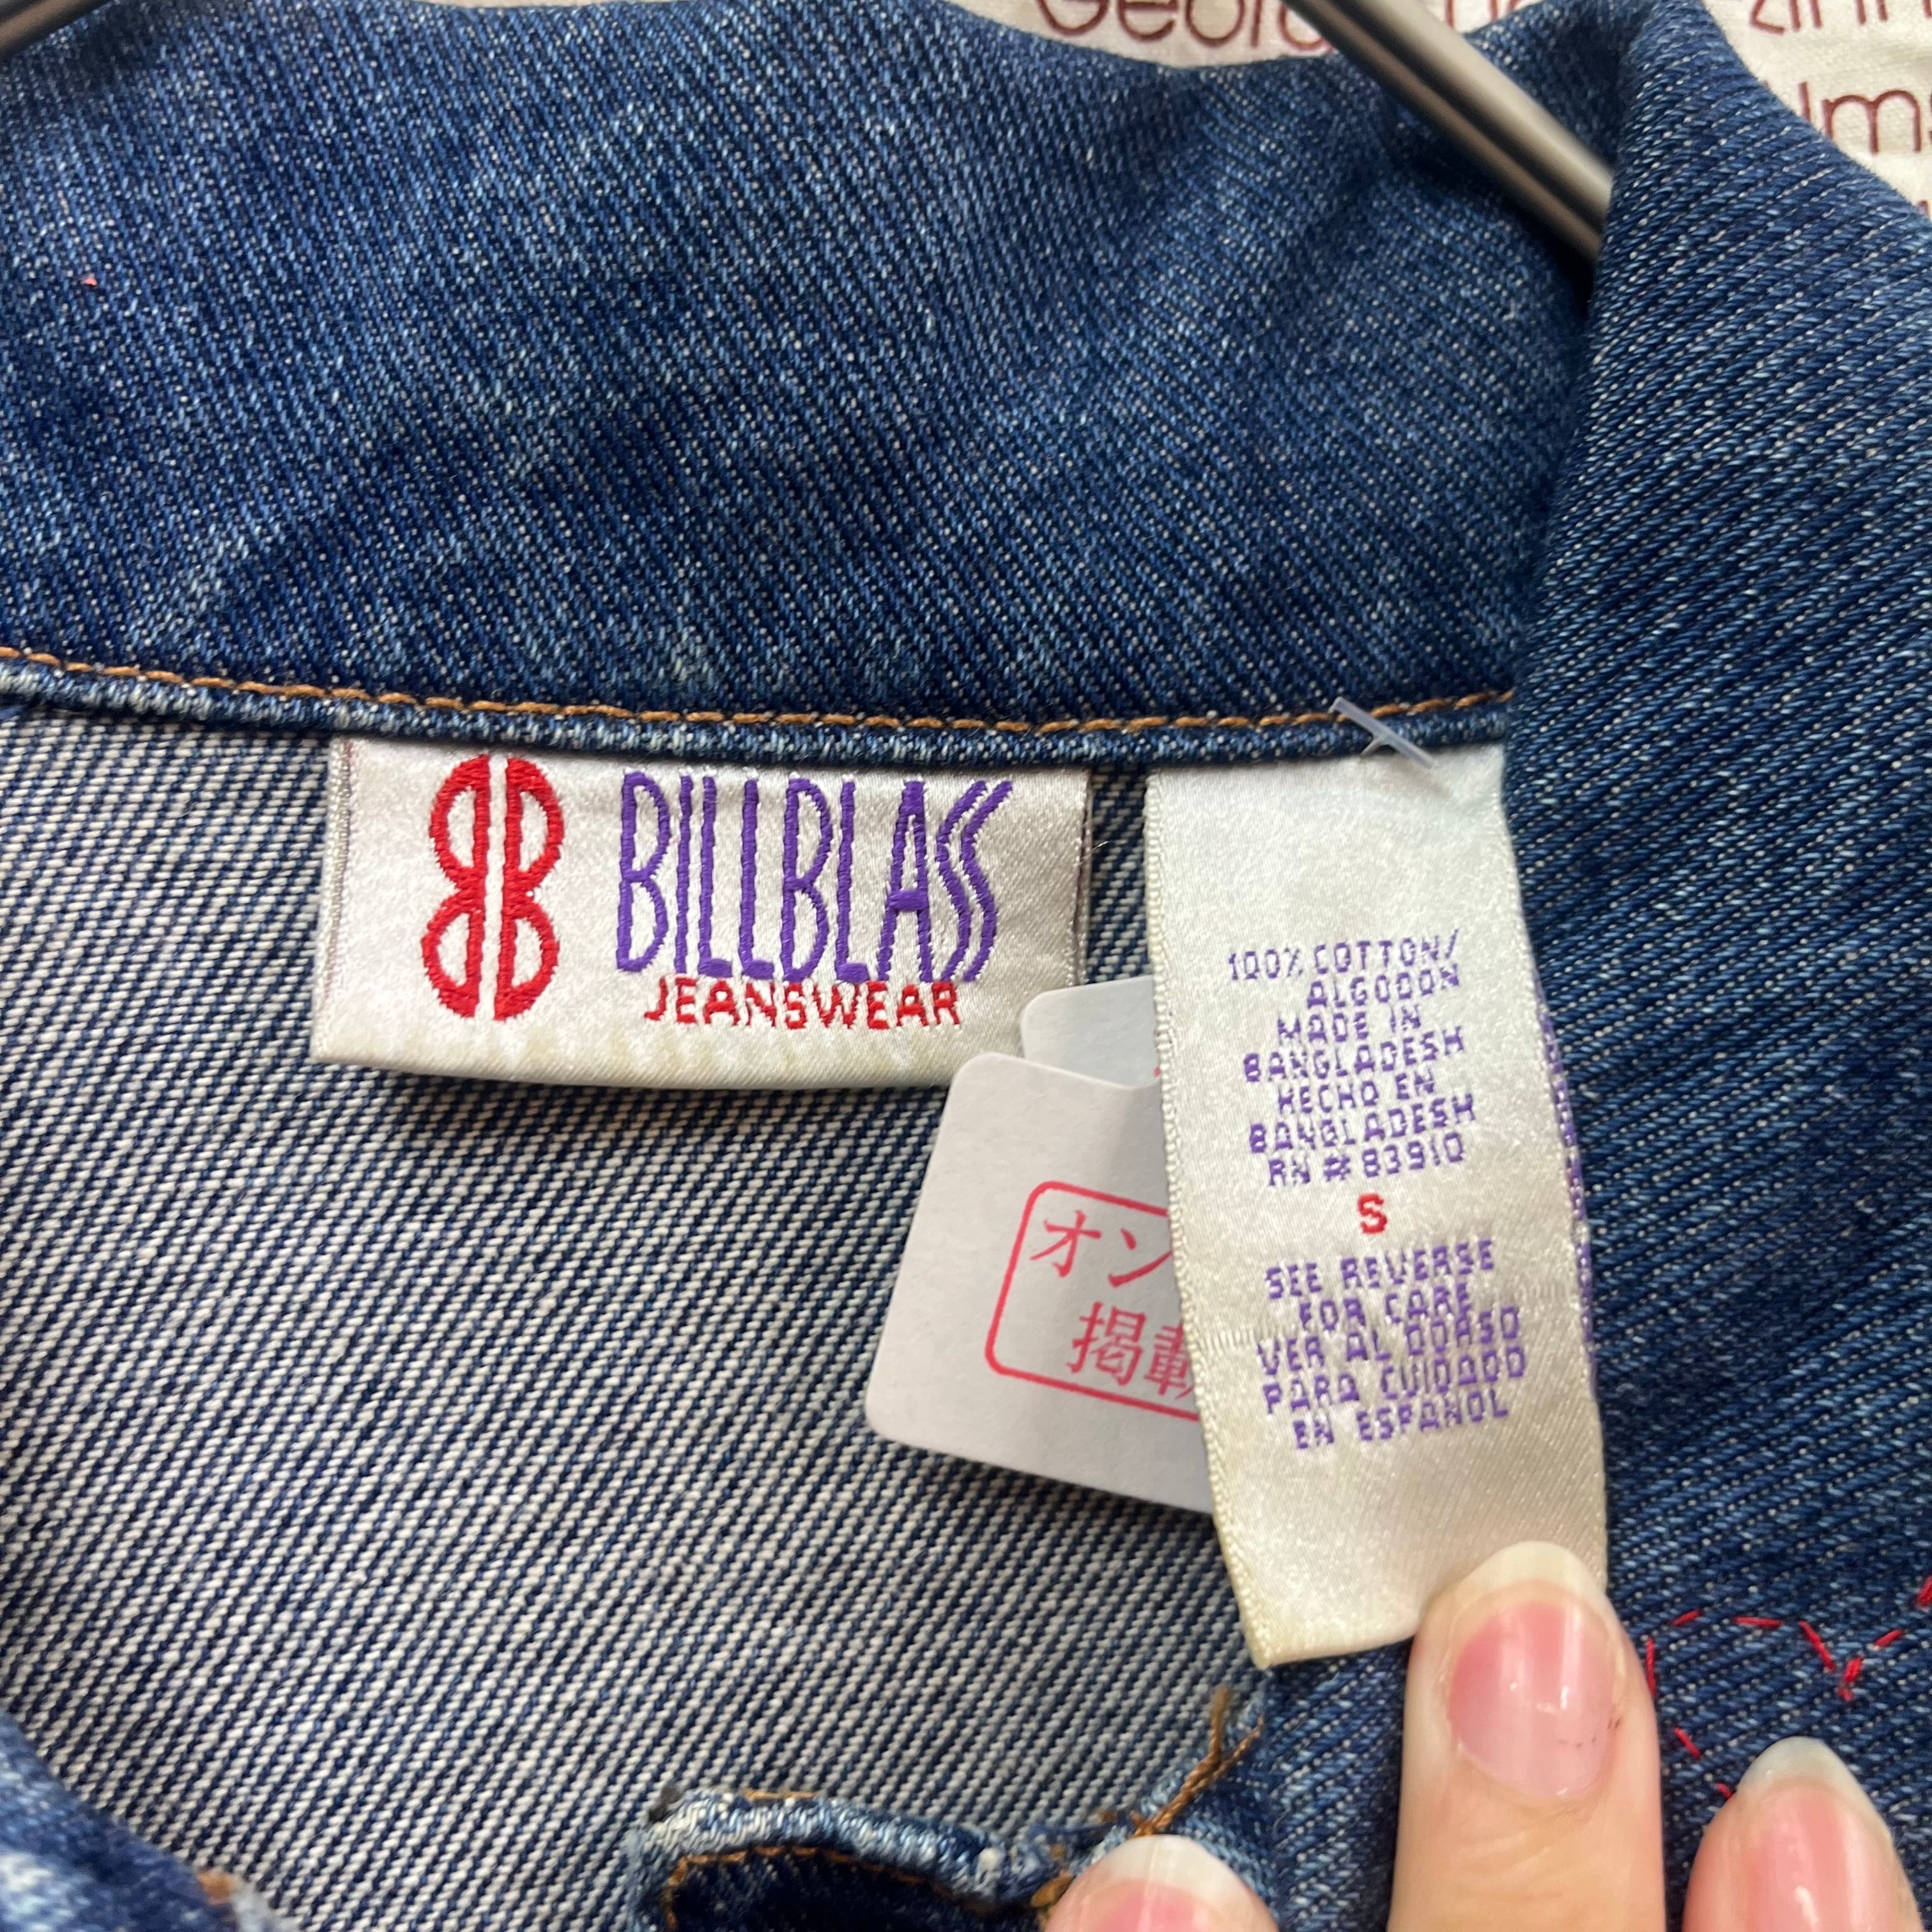 BB
BILLBLASS
JEANSWEAR
100% COTTON/
ALGODON
MADE IN
BANGLADESH
HECHO EN
BANGLADESH
RN # 83910
S
SEE REVERSE
FOR CARE
VER AL DORSO
PARA CUIDADO
EN ESPANOL
オン
掲載